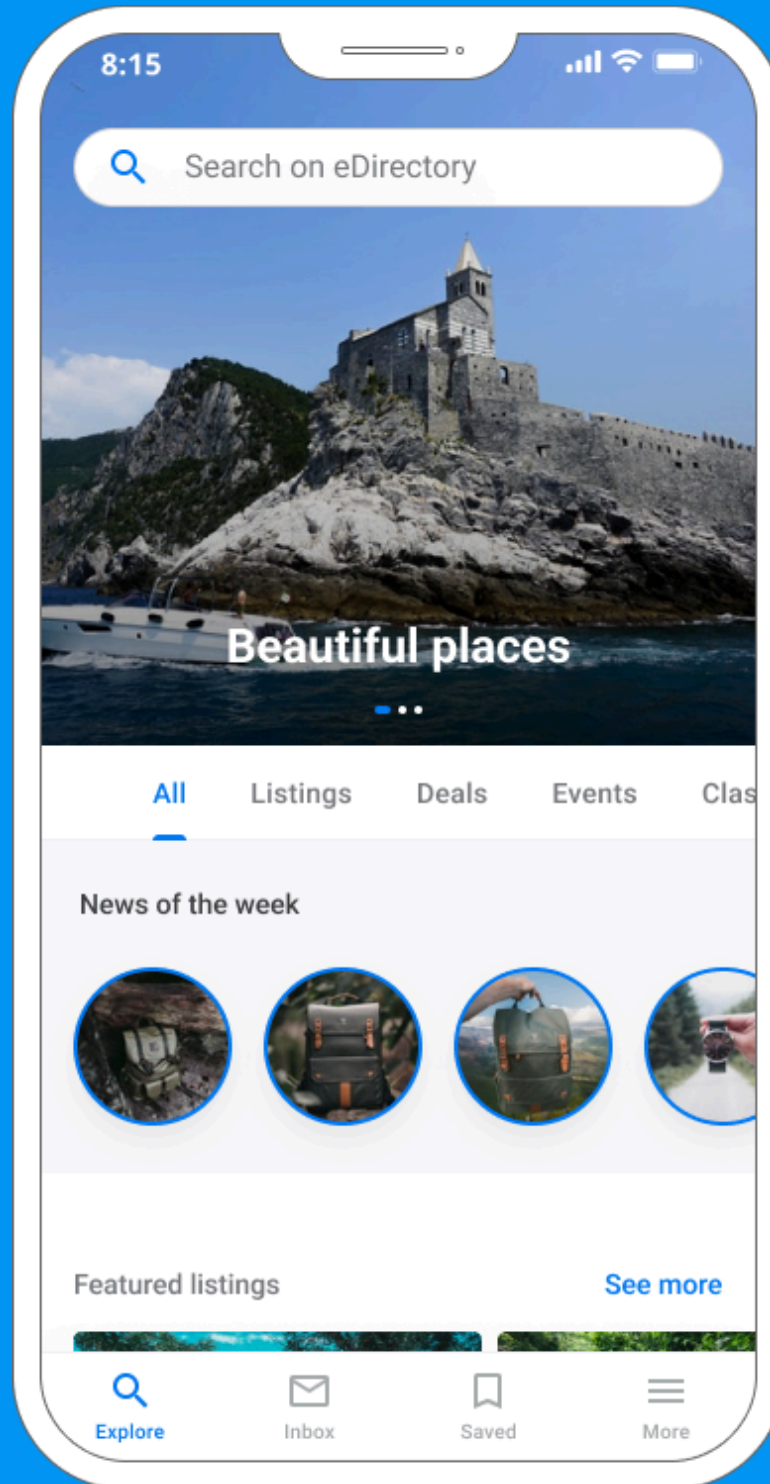 8:15
Search on eDirectory
Beautiful places
All Listings Deals Events Clas
News of the week
Featured listings See more
Explore Inbox Saved More